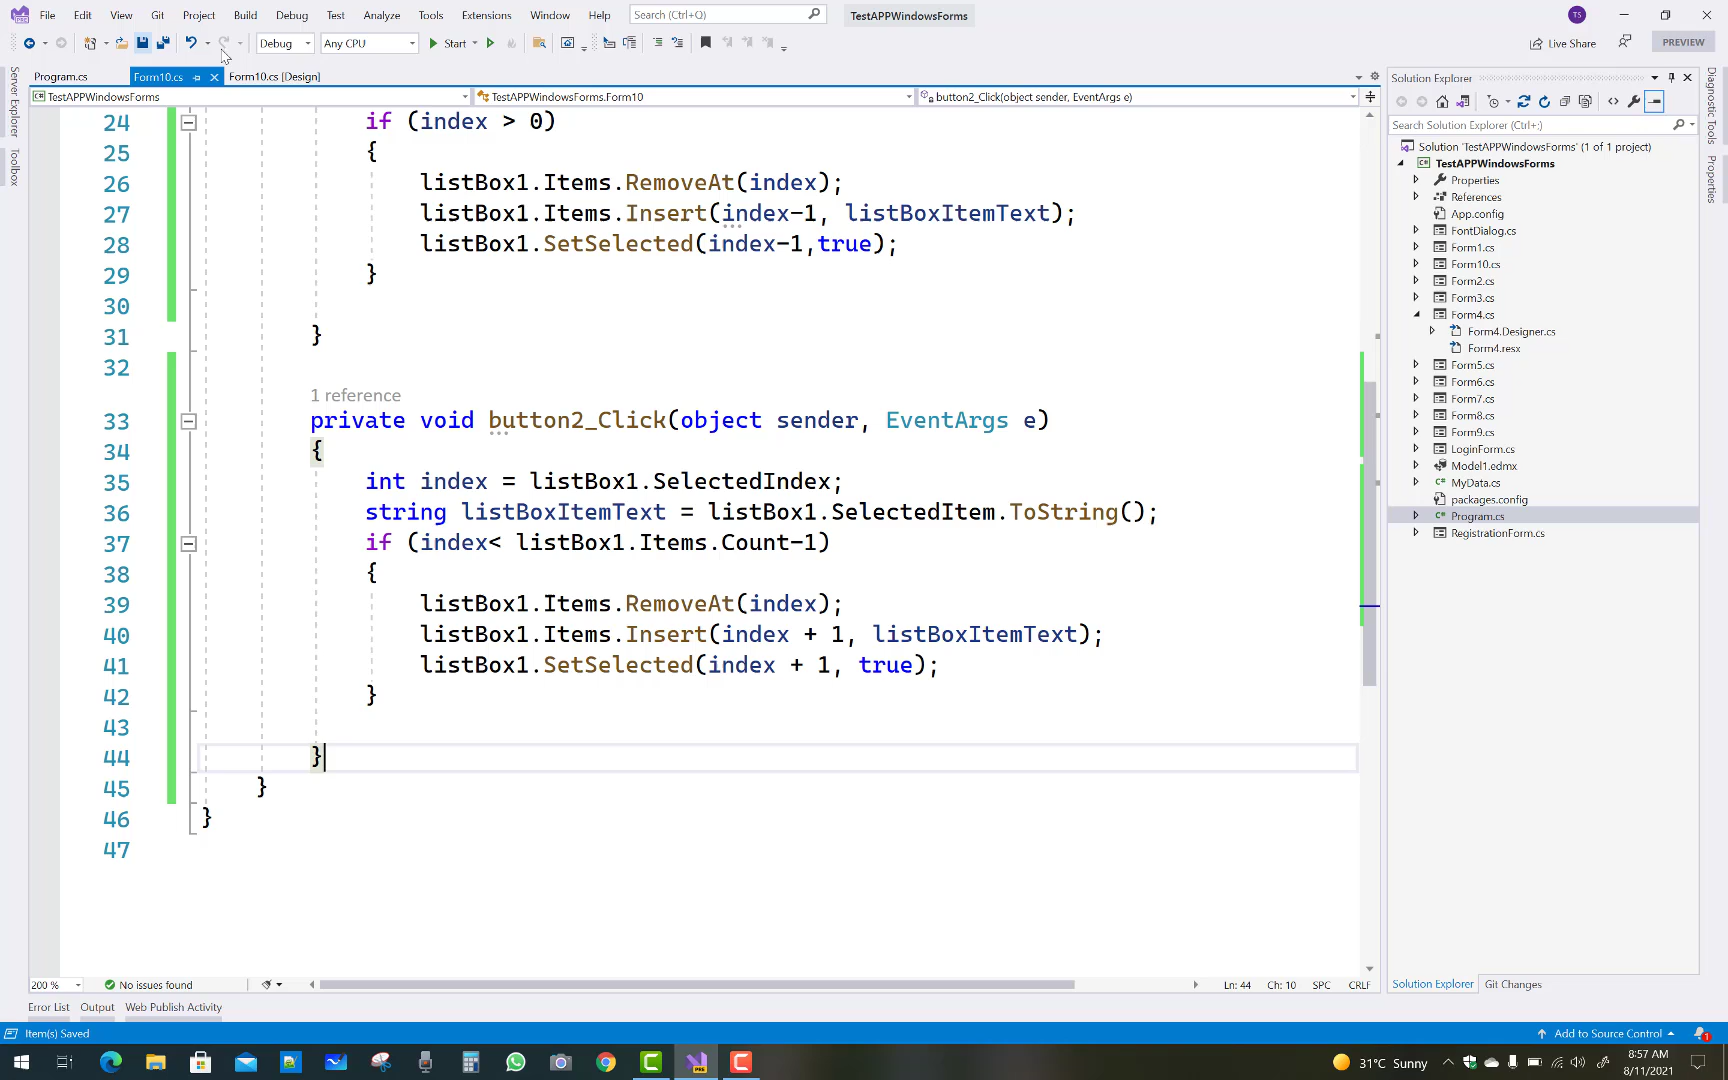 File Edit View Git Project Build Debug Test Analyze Tools Extensions Window Help Search (Ctrl+Q) TestAPPWindowsForms TS
Debug Any CPU Start Live Share PREVIEW
Program.cs Form10.cs Form10.cs [Design]
TestAPPWindowsForms TestAPPWindowsForms.Form10 button2_Click(object sender, EventArgs e)
Server Explorer
Toolbox
24 if (index > 0)
25 {
26 listBox1.Items.RemoveAt(index);
27 listBox1.Items.Insert(index-1, listBoxItemText);
28 listBox1.SetSelected(index-1,true);
29 }
30
31 }
32
1 reference
33 private void button2_Click(object sender, EventArgs e)
34 {
35 int index = listBox1.SelectedIndex;
36 string listBoxItemText = listBox1.SelectedItem.ToString();
37 if (index< listBox1.Items.Count-1)
38 {
39 listBox1.Items.RemoveAt(index);
40 listBox1.Items.Insert(index + 1, listBoxItemText);
41 listBox1.SetSelected(index + 1, true);
42 }
43
44 }
45 }
46 }
47
200 % No issues found Ln: 44 Ch: 10 SPC CRLF
Error List Output Web Publish Activity
Solution Explorer
Search Solution Explorer (Ctrl+;)
Solution 'TestAPPWindowsForms' (1 of 1 project)
TestAPPWindowsForms
Properties
References
App.config
FontDialog.cs
Form1.cs
Form10.cs
Form2.cs
Form3.cs
Form4.cs
Form4.Designer.cs
Form4.resx
Form5.cs
Form6.cs
Form7.cs
Form8.cs
Form9.cs
LoginForm.cs
Model1.edmx
MyData.cs
packages.config
Program.cs
RegistrationForm.cs
Solution Explorer Git Changes
Diagnostic Tools
Properties
Item(s) Saved Add to Source Control 1
31°C Sunny 8:57 AM
8/11/2021